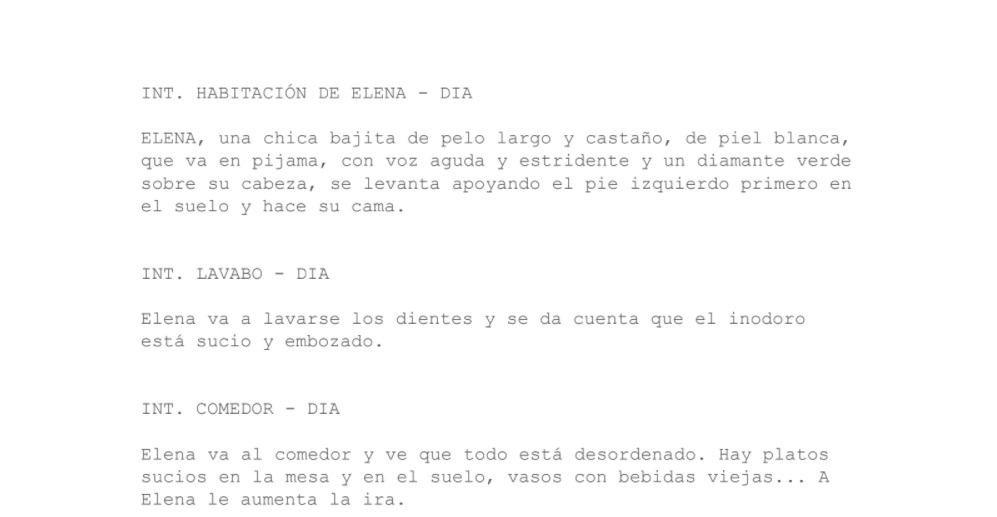 INT. HABITACIÓN DE ELENA - DIA
ELENA, una chica bajita de pelo largo y castaño, de piel blanca,
que va en pijama, con voz aguda y estridente y un diamante verde
sobre su cabeza, se levanta apoyando el pie izquierdo primero en
el suelo y hace su cama.
INT. LAVABO - DIA
Elena va a lavarse los dientes y se da cuenta que el inodoro
está sucio y embozado.
INT. COMEDOR - DIA
Elena va al comedor y ve que todo está desordenado. Hay platos
sucios en la mesa y en el suelo, vasos con bebidas viejas... A
Elena le aumenta la ira.